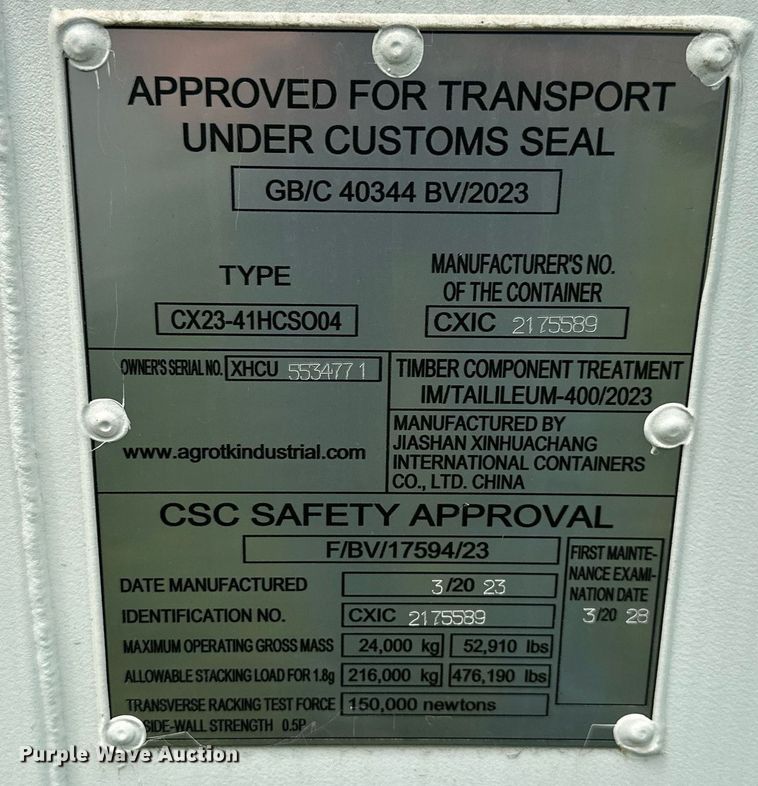 APPROVED FOR TRANSPORT
UNDER CUSTOMS SEAL
GB/C 40344 BV/2023
TYPE
CX23-41HCSO04
MANUFACTURER'S NO.
OF THE CONTAINER
CXIC 2175589
OWNER'S SERIAL NO. XHCU 5534771
www.agrotkindustrial.com
TIMBER COMPONENT TREATMENT
IM/TAILILEUM-400/2023
MANUFACTURED BY
JIASHAN XINHUACHANG
INTERNATIONAL CONTAINERS
CO., LTD. CHINA
CSC SAFETY APPROVAL
F/BV/17594/23
DATE MANUFACTURED 3/20 23
IDENTIFICATION NO. CXIC 2175589
MAXIMUM OPERATING GROSS MASS 24,000 kg 52,910 lbs
ALLOWABLE STACKING LOAD FOR 1.8g 216,000 kg 476,190 lbs
TRANSVERSE RACKING TEST FORCE 150,000 newtons
SIDE-WALL STRENGTH 0.5P
FIRST MAINTE-
NANCE EXAMI-
NATION DATE
3/20 28
Purple Wave Auction